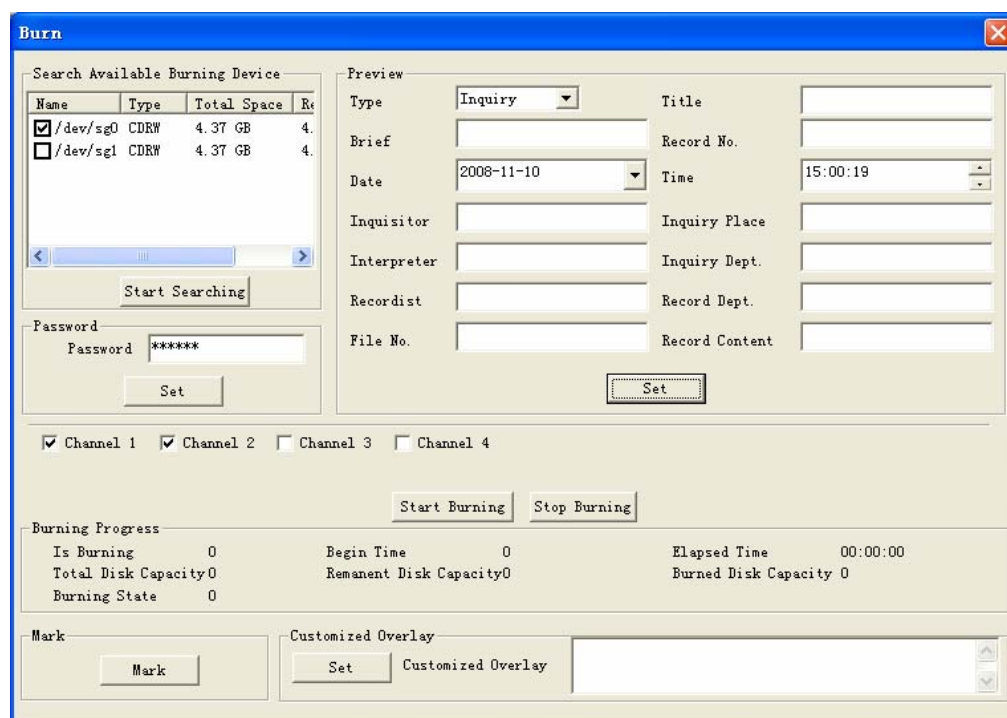 Burn
Search Available Burning Device
Name Type Total Space Re
/dev/sg0 CDRW 4.37 GB 4.
/dev/sg1 CDRW 4.37 GB 4.
Start Searching
Password
Password ******
Set
Preview
Type Inquiry Title
Brief Record No.
Date 2008-11-10 Time 15:00:19
Inquisitor Inquiry Place
Interpreter Inquiry Dept.
Recordist Record Dept.
File No. Record Content
Set
Channel 1 Channel 2 Channel 3 Channel 4
Start Burning Stop Burning
Burning Progress
Is Burning 0 Begin Time 0 Elapsed Time 00:00:00
Total Disk Capacity0 Remanent Disk Capacity0 Burned Disk Capacity 0
Burning State 0
Mark
Mark
Customized Overlay
Set Customized Overlay